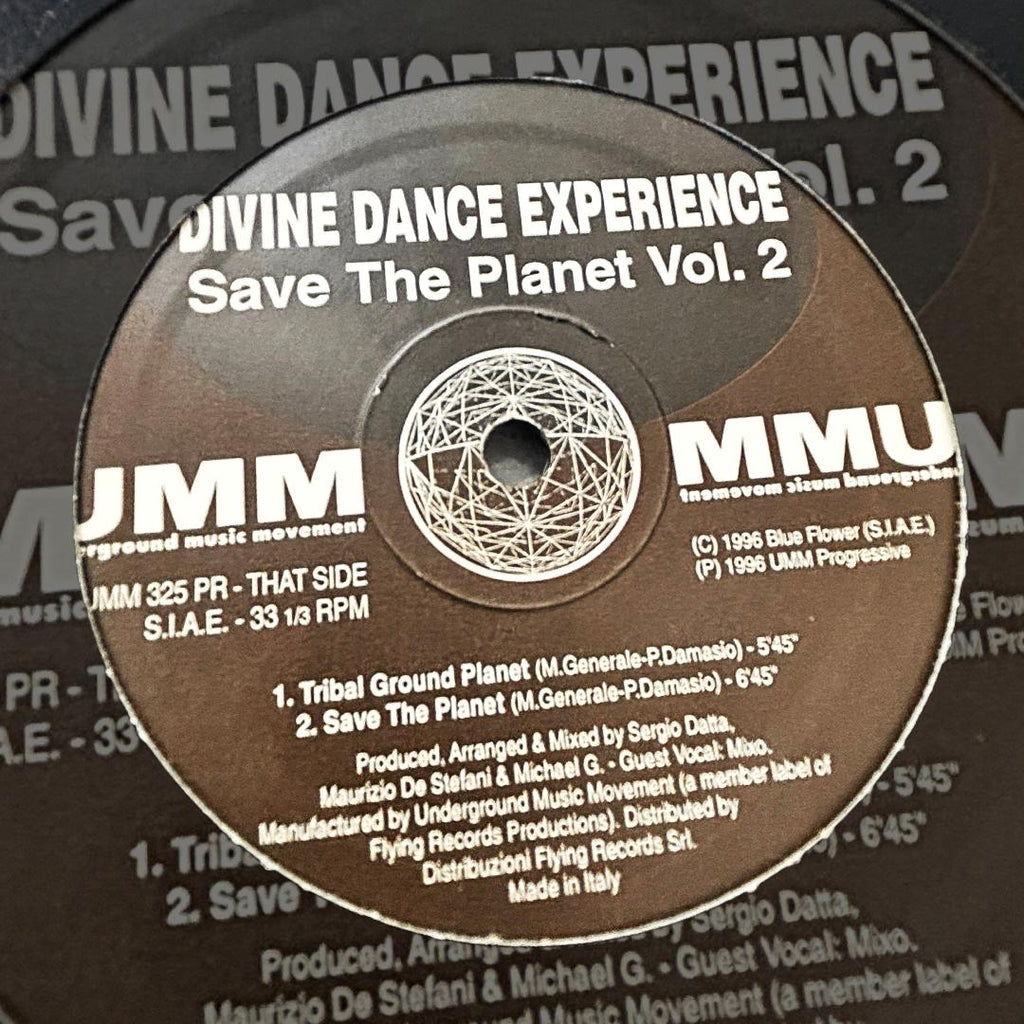 DIVINE DANCE EXPERIENCE
Save The Planet Vol. 2
UMM
rground music movement
MMU
underground music movement
UMM 325 PR - THAT SIDE
S.I.A.E. - 33 1/3 RPM
(C) 1996 Blue Flower (S.I.A.E.)
(P) 1996 UMM Progressive
1. Tribal Ground Planet (M.Generale-P.Damasio) - 5'45"
2. Save The Planet (M.Generale-P.Damasio) - 6'45"
Produced, Arranged & Mixed by Sergio Datta,
Maurizio De Stefani & Michael G. - Guest Vocal: Mixo.
Manufactured by Underground Music Movement (a member label of
Flying Records Productions). Distributed by
Distribuzioni Flying Records Srl.
Made in Italy